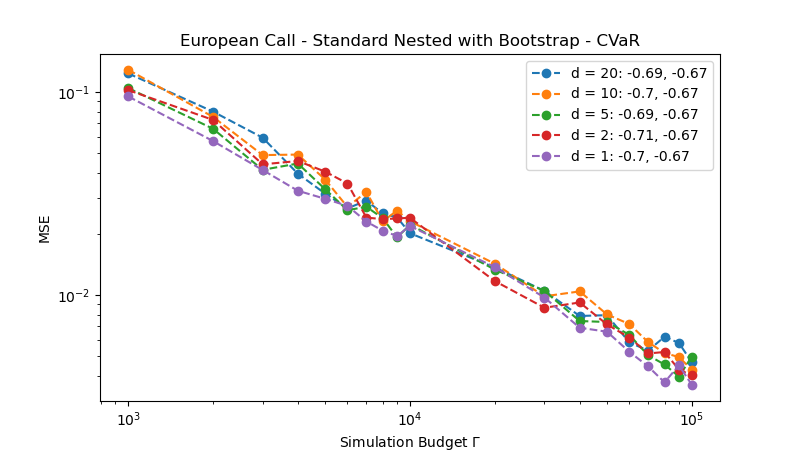 European Call - Standard Nested with Bootstrap - CVaR
MSE
10⁻¹
10⁻²
d = 20: -0.69, -0.67
d = 10: -0.7, -0.67
d = 5: -0.69, -0.67
d = 2: -0.71, -0.67
d = 1: -0.7, -0.67
10³
10⁴
10⁵
Simulation Budget Γ